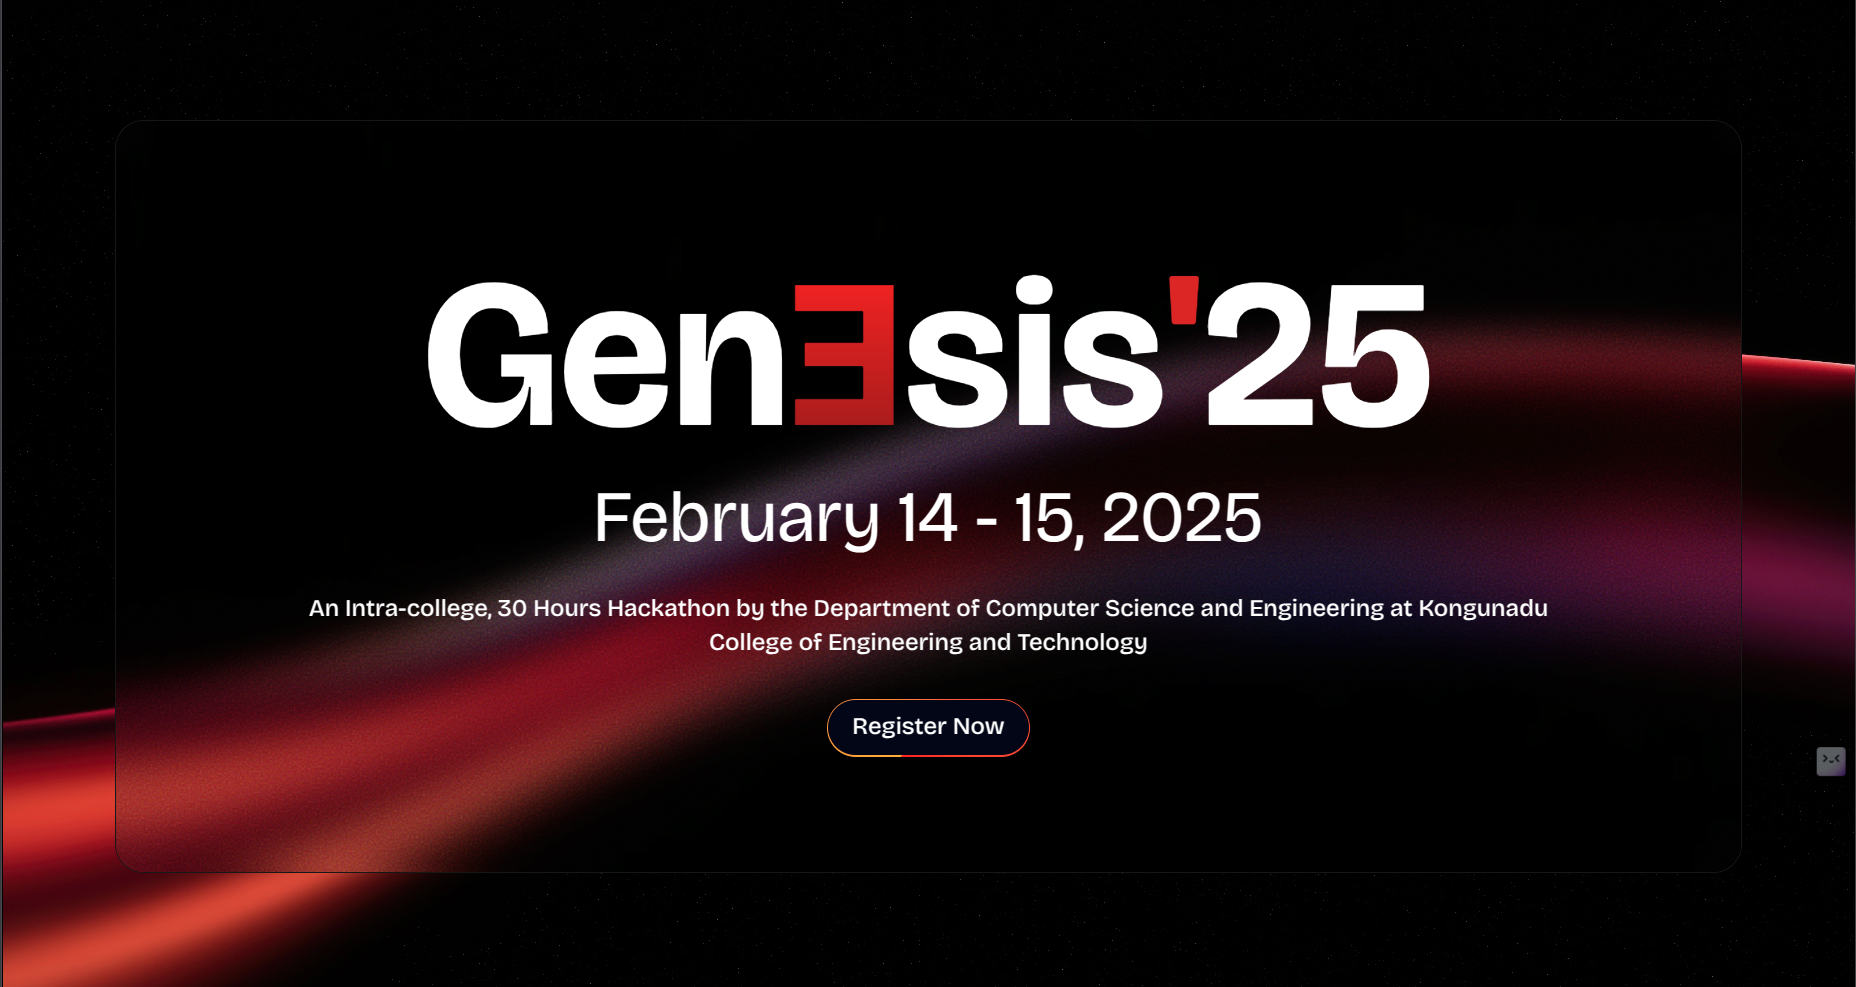 GenƎsis'25
February 14 - 15, 2025
An Intra-college, 30 Hours Hackathon by the Department of Computer Science and Engineering at Kongunadu
College of Engineering and Technology
Register Now